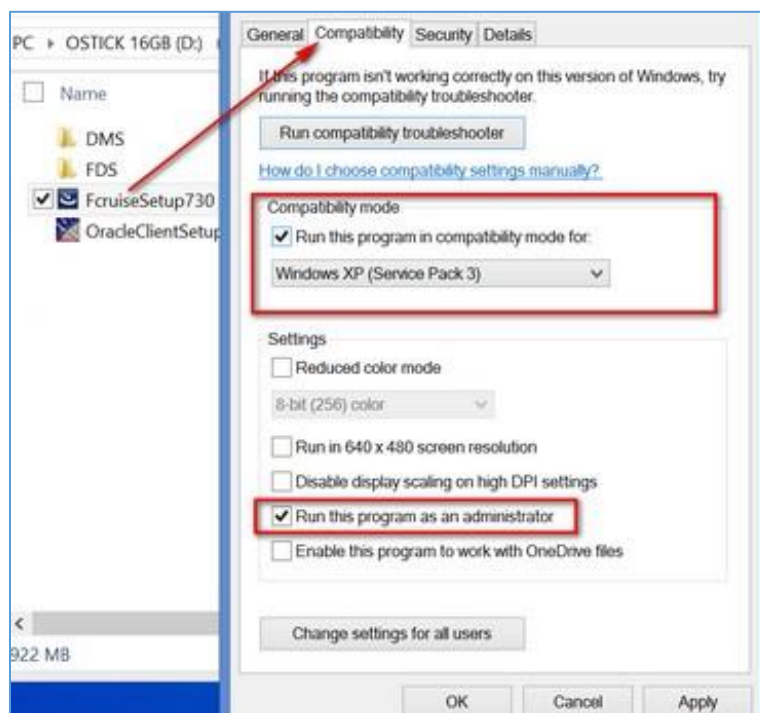 PC › OSTICK 16GB (D:)
Name
DMS
FDS
FcruiseSetup730
OracleClientSetup
922 MB
General Compatibility Security Details
If this program isn't working correctly on this version of Windows, try
running the compatibility troubleshooter.
Run compatibility troubleshooter
How do I choose compatibility settings manually?
Compatibility mode
Run this program in compatibility mode for:
Windows XP (Service Pack 3)
Settings
Reduced color mode
8-bit (256) color
Run in 640 x 480 screen resolution
Disable display scaling on high DPI settings
Run this program as an administrator
Enable this program to work with OneDrive files
Change settings for all users
OK Cancel Apply